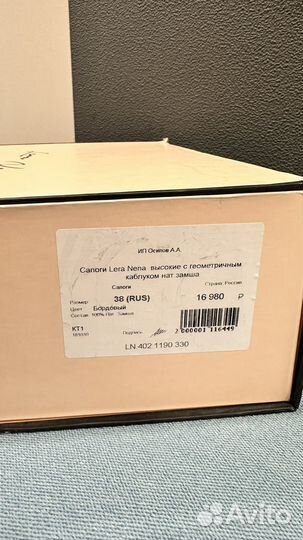 ИП Осипов А.А.
Сапоги Lera Nena высокие с геометричным
каблуком нат замша
Сапоги Страна: Россия
Размер 38 (RUS) 16 980 Р
Цвет Бордовый
Состав 100% Нат. Замша
КТ1 Подпись 2 000001 116449
LN.402.1190.330
Avito